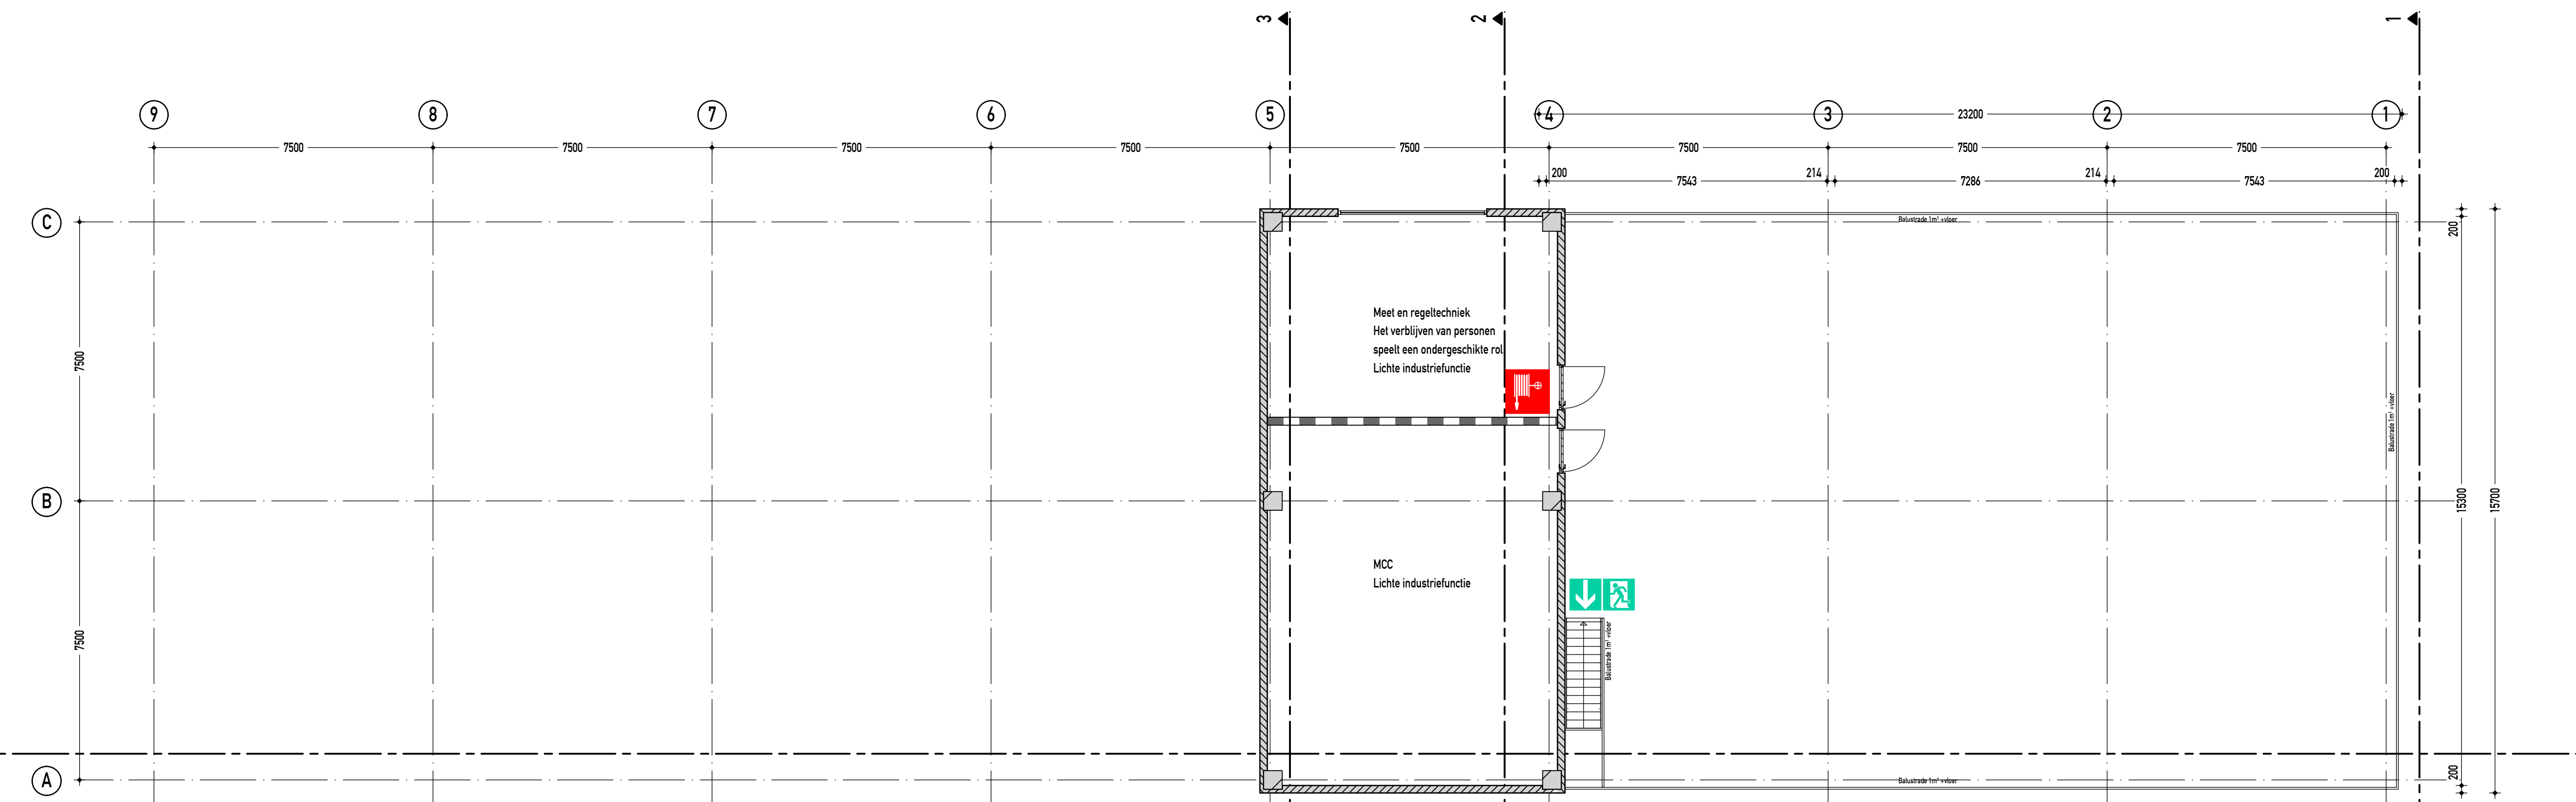 3
2
1
9
8
7
6
5
4
3
2
1
23200
7500
7500
7500
7500
7500
7500
7500
7500
200
7543
214
7286
214
7543
200
C
Balustrade 1m¹ +vloer
200
Meet en regeltechniek
Het verblijven van personen
speelt een ondergeschikte rol
Lichte industriefunctie
7500
Balustrade 1m¹ +vloer
B
15300
15700
MCC
Lichte industriefunctie
7500
Balustrade 1m¹ +vloer
A
Balustrade 1m¹ +vloer
200